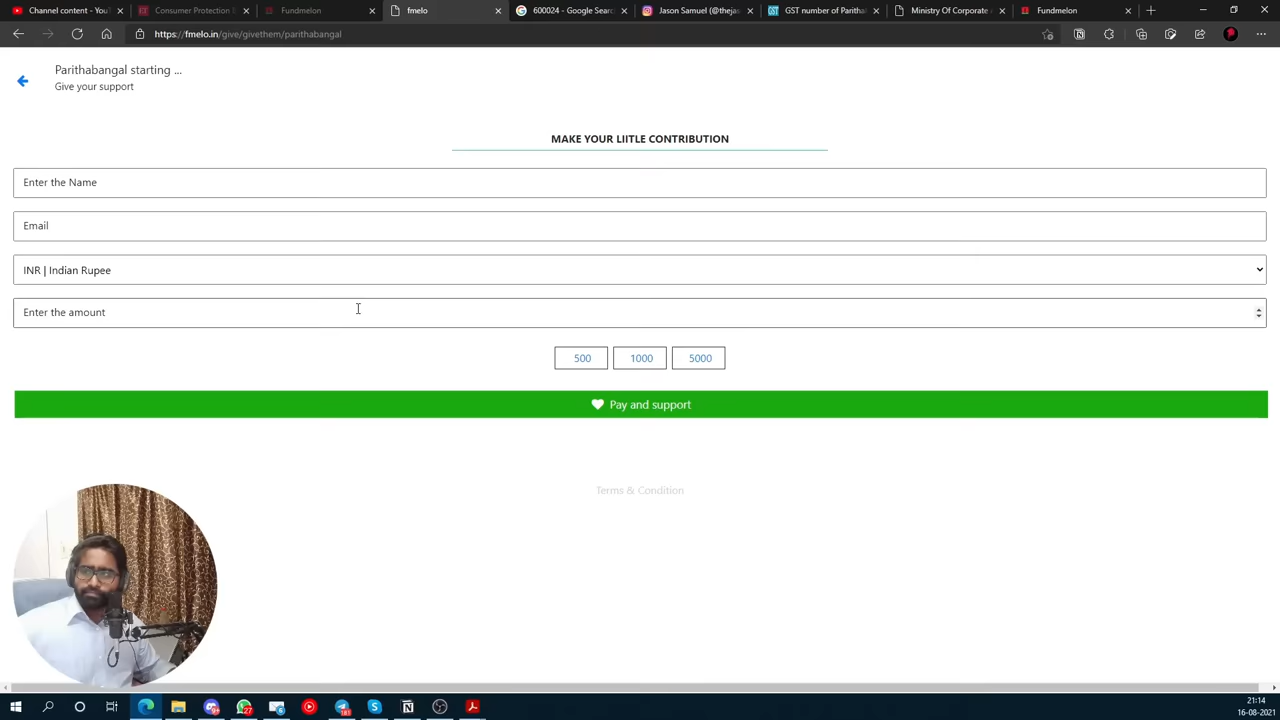 Channel content - YouT
Consumer Protection
Fundmelon
fmelo
600024 - Google Sear
Jason Samuel (@thejas
GST number of Paritha
Ministry Of Corporate A
Fundmelon
https://fmelo.in/give/givethem/parithabangal
Parithabangal starting ...
Give your support
MAKE YOUR LIITLE CONTRIBUTION
Enter the Name
Email
INR | Indian Rupee
Enter the amount
500 1000 5000
Pay and support
Terms & Condition
21:14
16-08-2021